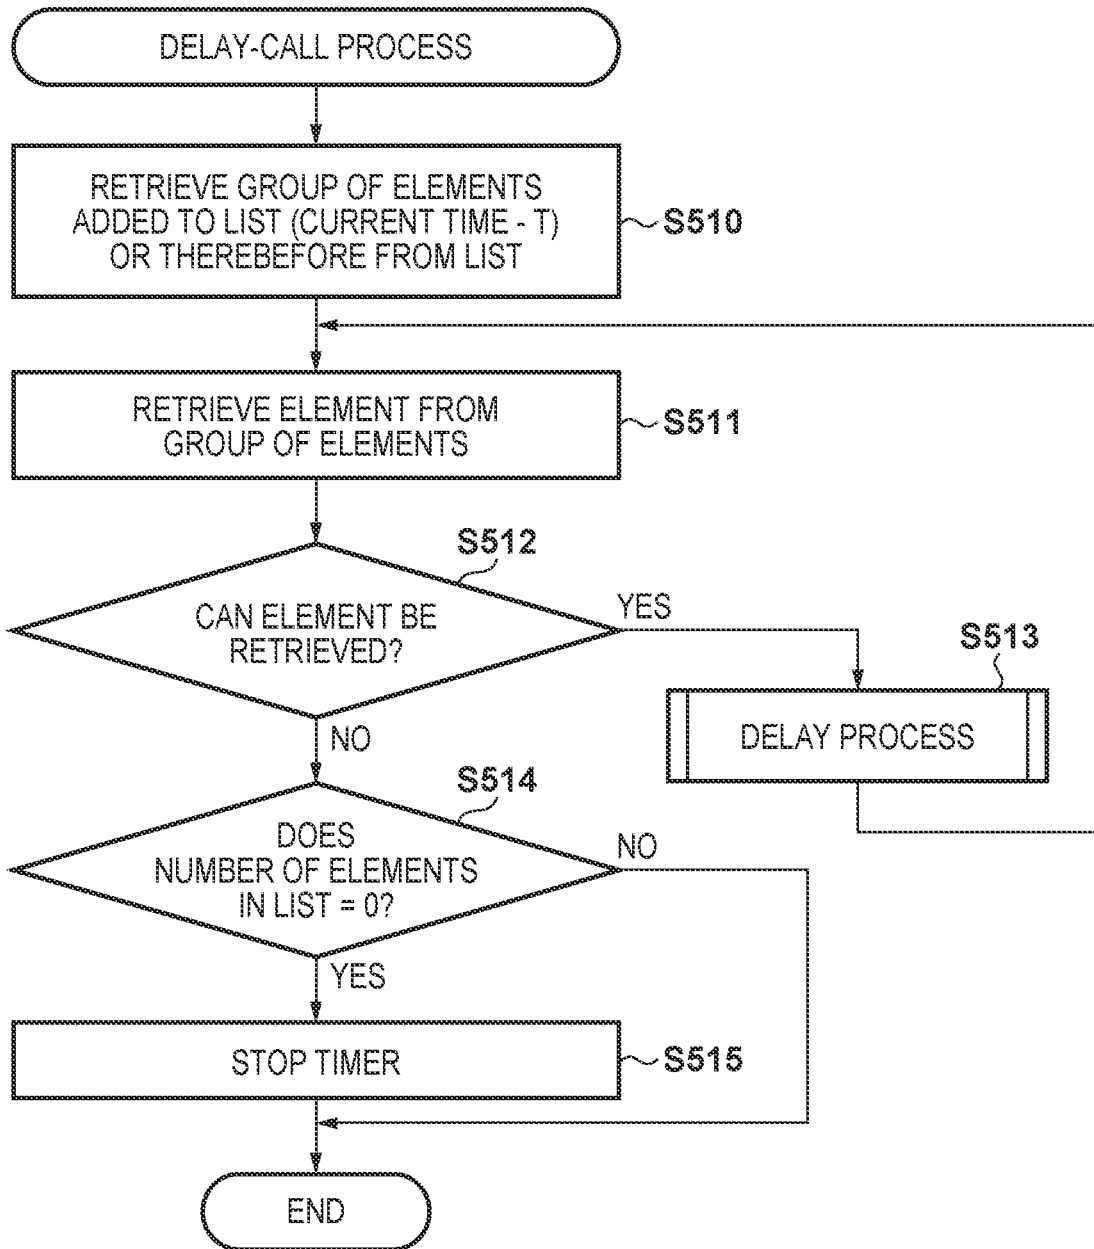 DELAY-CALL PROCESS
RETRIEVE GROUP OF ELEMENTS
ADDED TO LIST (CURRENT TIME - T)
OR THEREBEFORE FROM LIST
S510
RETRIEVE ELEMENT FROM
GROUP OF ELEMENTS
S511
S512
CAN ELEMENT BE
RETRIEVED?
YES
S513
DELAY PROCESS
NO
S514
DOES
NUMBER OF ELEMENTS
IN LIST = 0?
NO
YES
STOP TIMER
S515
END